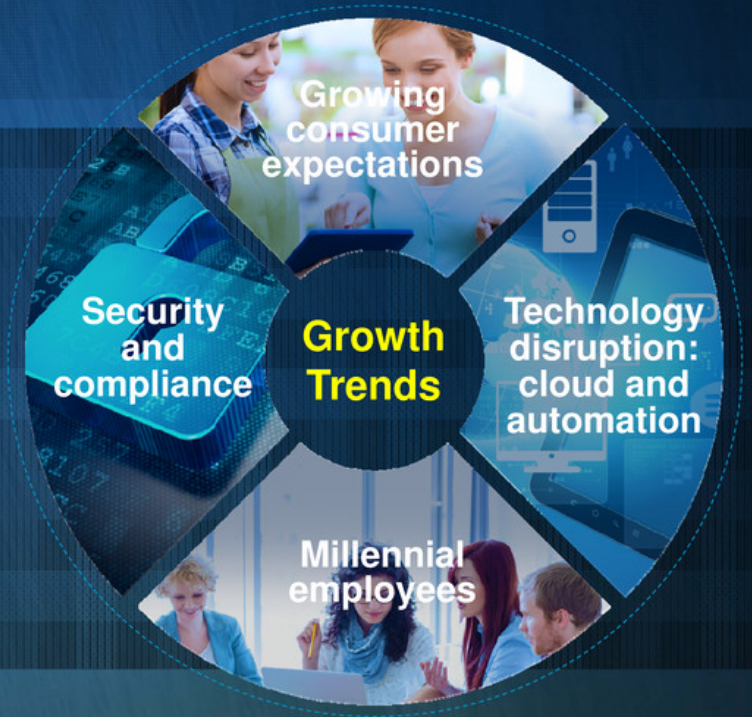 Growing
consumer
expectations
Security
and
compliance
Growth
Trends
Technology
disruption:
cloud and
automation
Millennial
employees